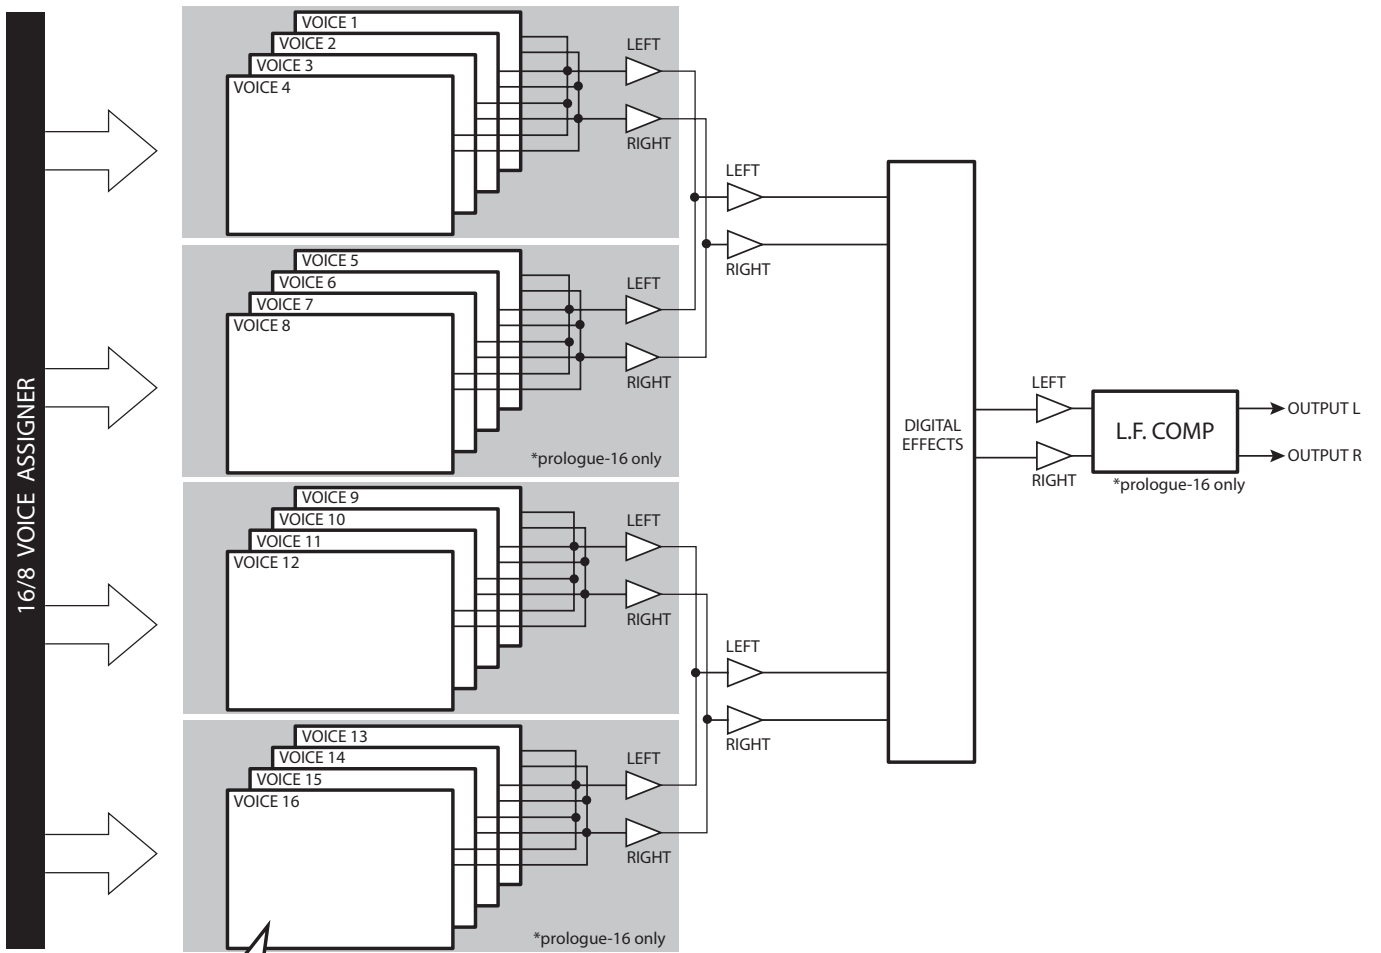 16/8 VOICE ASSIGNER
VOICE 1
VOICE 2
VOICE 3
VOICE 4
LEFT
RIGHT
VOICE 5
VOICE 6
VOICE 7
VOICE 8
LEFT
RIGHT
*prologue-16 only
VOICE 9
VOICE 10
VOICE 11
VOICE 12
LEFT
RIGHT
VOICE 13
VOICE 14
VOICE 15
VOICE 16
LEFT
RIGHT
*prologue-16 only
LEFT
RIGHT
LEFT
RIGHT
DIGITAL
EFFECTS
LEFT
RIGHT
L.F. COMP
*prologue-16 only
OUTPUT L
OUTPUT R